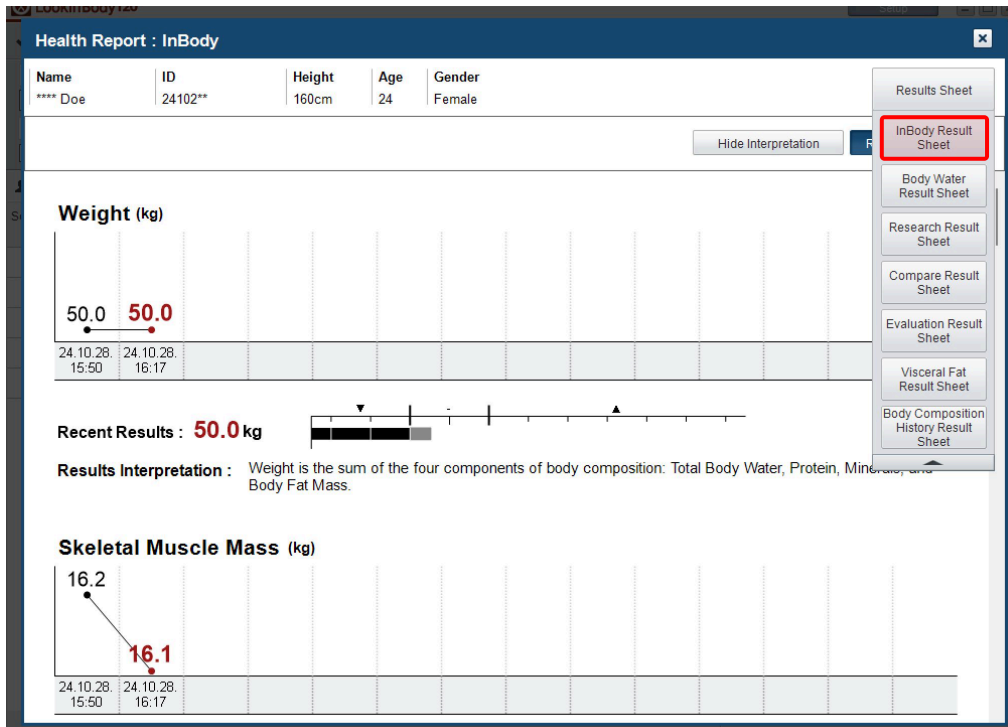 LookinBody120
Setup
Health Report : InBody
Name ID Height Age Gender
**** Doe 24102** 160cm 24 Female
Results Sheet
InBody Result
Sheet
Hide Interpretation
Body Water
Result Sheet
Research Result
Sheet
Compare Result
Sheet
Evaluation Result
Sheet
Visceral Fat
Result Sheet
Body Composition
History Result
Sheet
Weight (kg)
50.0 50.0
24.10.28. 24.10.28.
15:50 16:17
Recent Results : 50.0 kg
Results Interpretation : Weight is the sum of the four components of body composition: Total Body Water, Protein, Minerals, and
Body Fat Mass.
Skeletal Muscle Mass (kg)
16.2
16.1
24.10.28. 24.10.28.
15:50 16:17